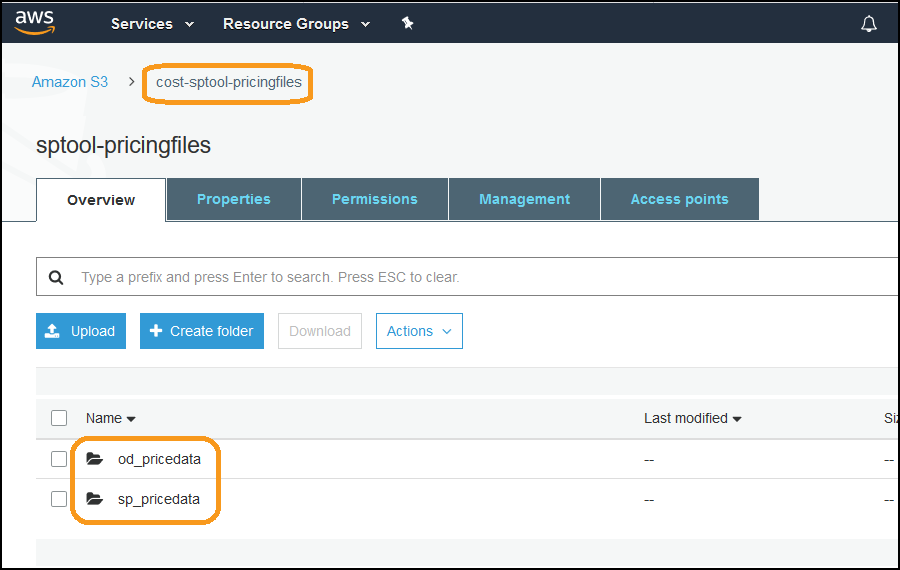 aws Services Resource Groups
Amazon S3 > cost-sptool-pricingfiles
sptool-pricingfiles
Overview Properties Permissions Management Access points
Type a prefix and press Enter to search. Press ESC to clear.
Upload + Create folder Download Actions
Name Last modified Siz
od_pricedata -- --
sp_pricedata -- --